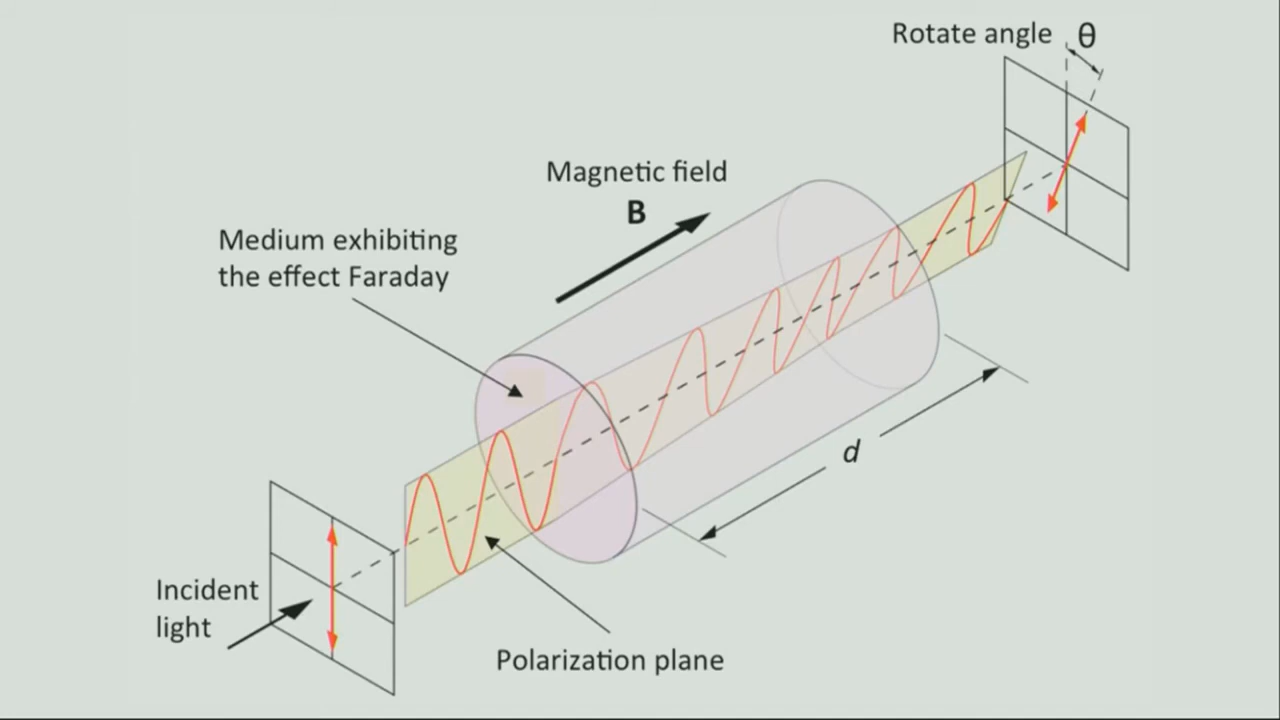 Rotate angle θ
Magnetic field
B
Medium exhibiting
the effect Faraday
d
Incident
light
Polarization plane